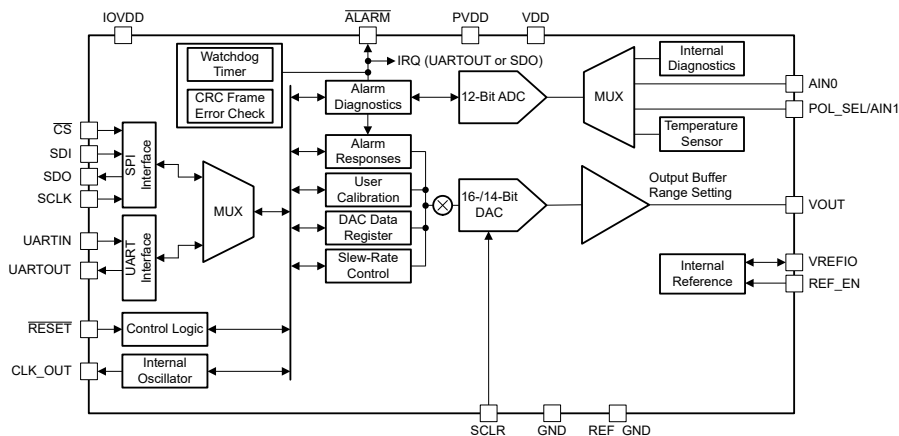 IOVDD
ALARM
PVDD
VDD
Watchdog
Timer
CRC Frame
Error Check
IRQ (UARTOUT or SDO)
Alarm
Diagnostics
12-Bit ADC
MUX
Internal
Diagnostics
Temperature
Sensor
AIN0
POL_SEL/AIN1
CS
SDI
SDO
SCLK
SPI
Interface
UARTIN
UARTOUT
UART
Interface
MUX
Alarm
Responses
User
Calibration
DAC Data
Register
Slew-Rate
Control
16-/14-Bit
DAC
Output Buffer
Range Setting
VOUT
Internal
Reference
VREFIO
REF_EN
RESET
Control Logic
CLK_OUT
Internal
Oscillator
SCLR
GND
REF_GND